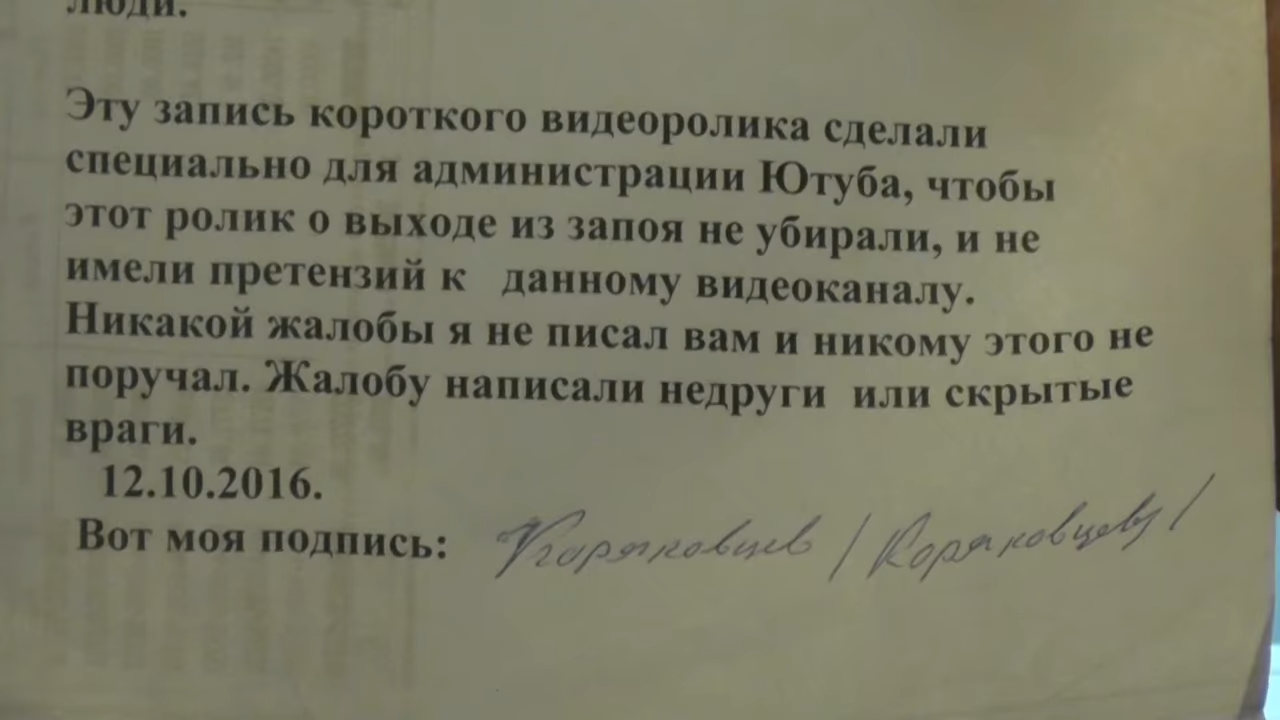 люди.
Эту запись короткого видеоролика сделали
специально для администрации Ютуба, чтобы
этот ролик о выходе из запоя не убирали, и не
имели претензий к данному видеоканалу.
Никакой жалобы я не писал вам и никому этого не
поручал. Жалобу написали недруги или скрытые
враги.
12.10.2016.
Вот моя подпись: /Коряковцев/